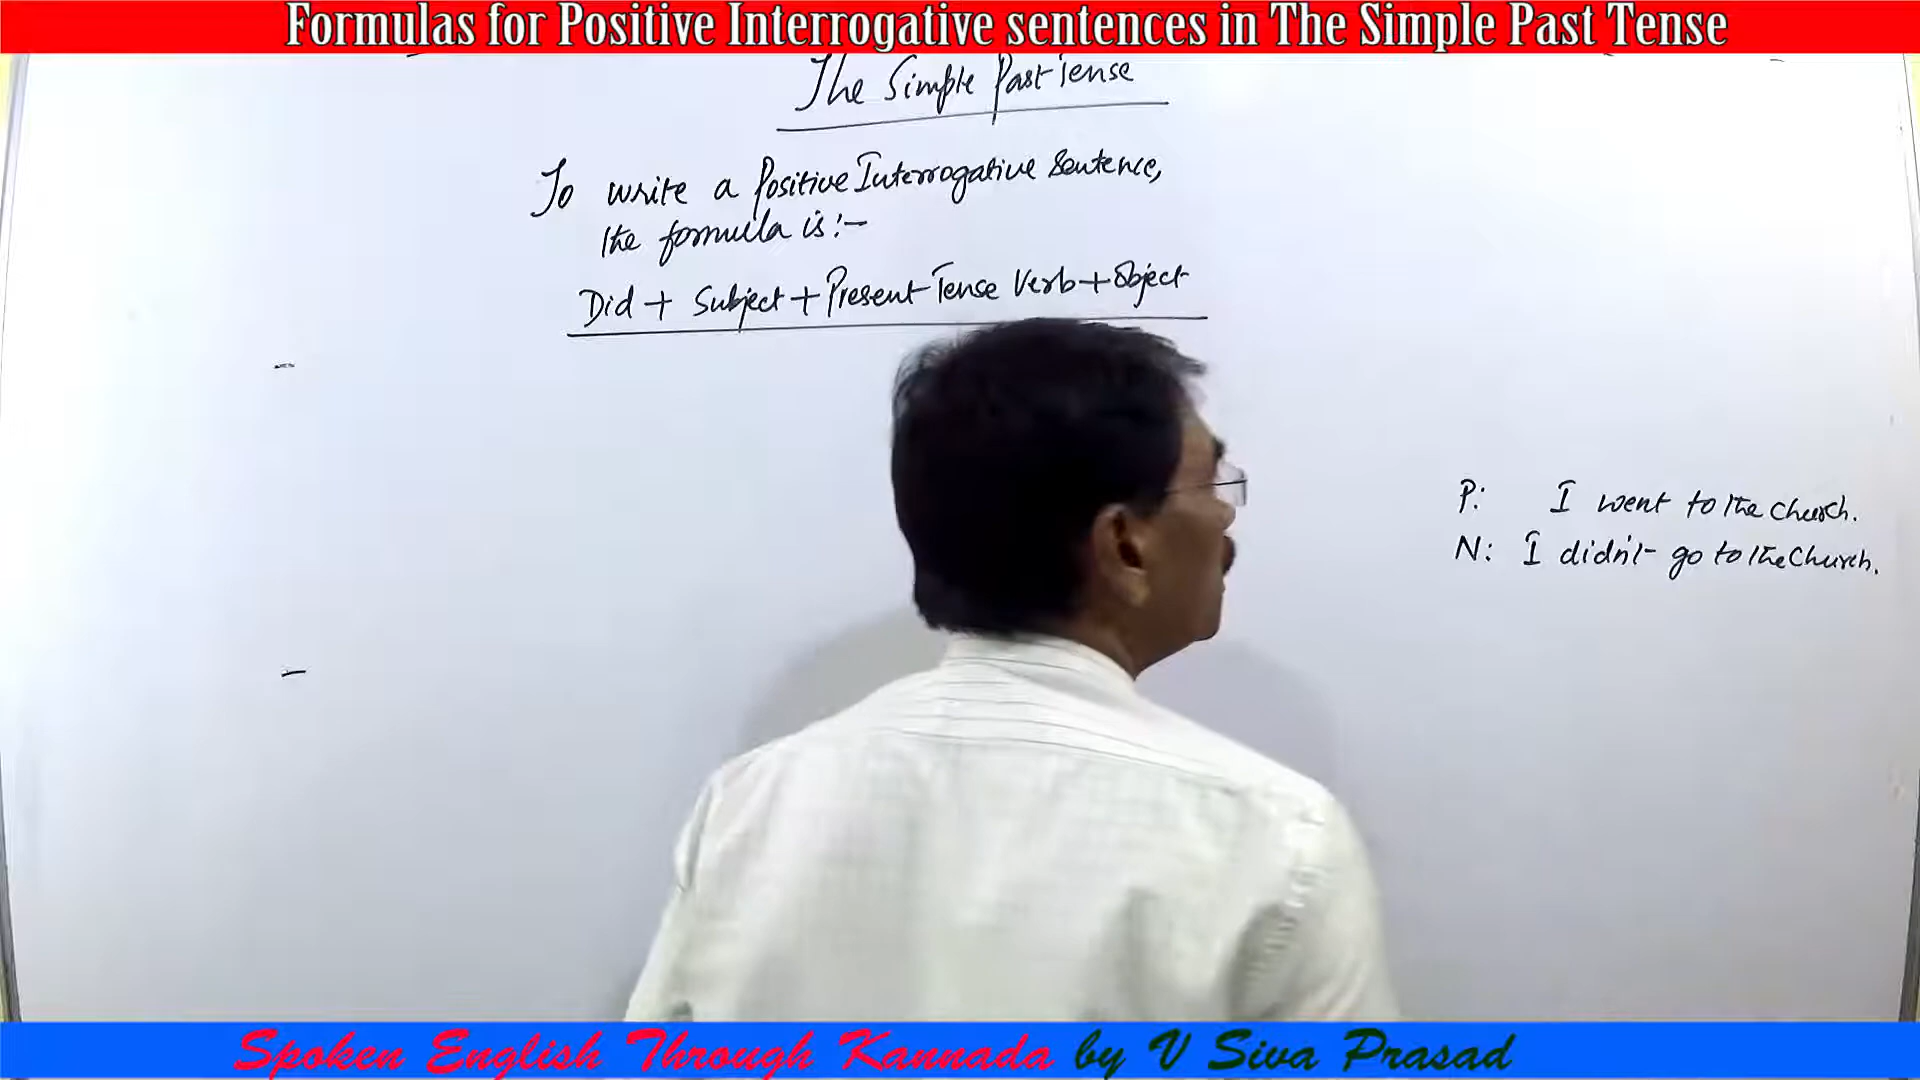 Formulas for Positive Interrogative sentences in The Simple Past Tense
The Simple Past Tense
To write a Positive Interrogative Sentence,
the formula is:-
Did + Subject + Present Tense Verb + Object
P: I went to the church.
N: I didn't go to the Church.
Spoken English Through Kannada by V Siva Prasad